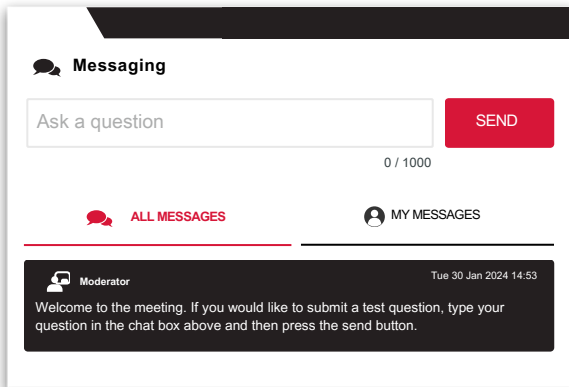 Messaging
Ask a question
SEND
0 / 1000
ALL MESSAGES
MY MESSAGES
Moderator
Tue 30 Jan 2024 14:53
Welcome to the meeting. If you would like to submit a test question, type your
question in the chat box above and then press the send button.